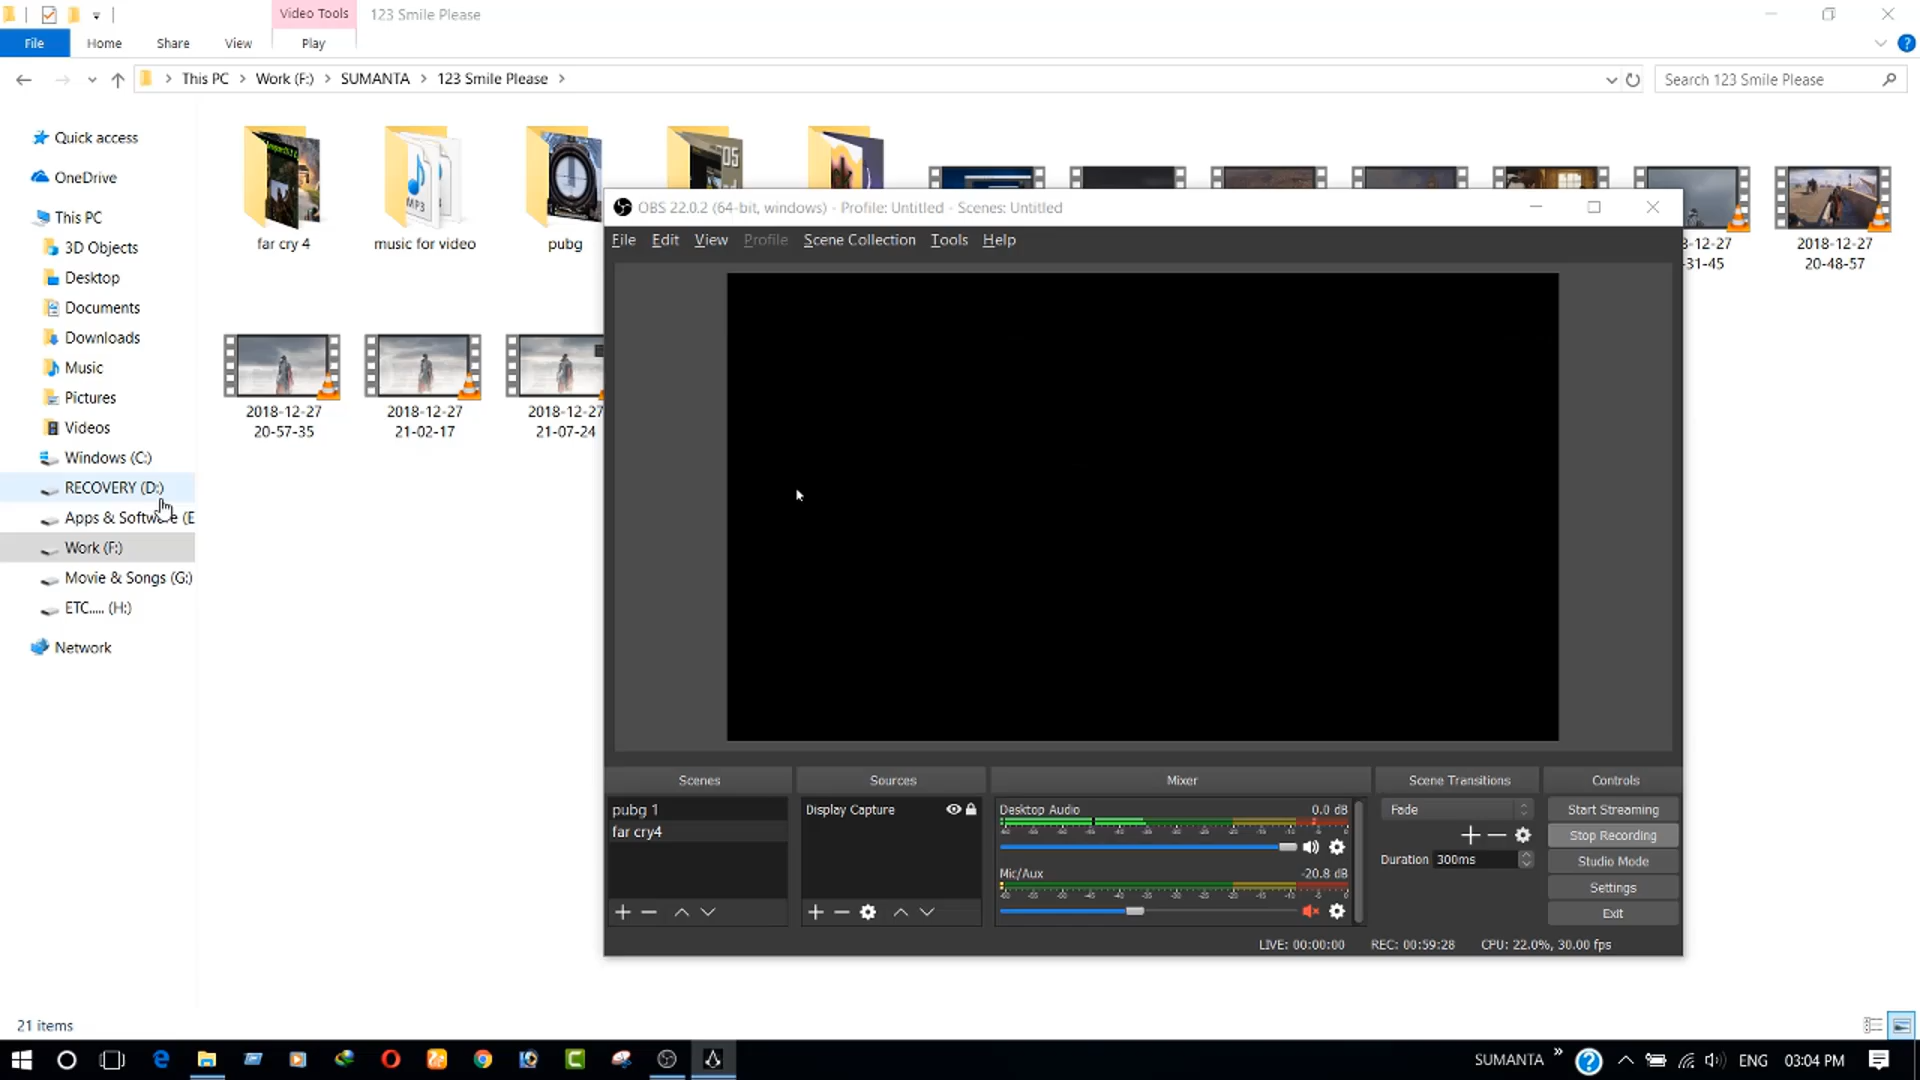 Video Tools
123 Smile Please
File
Home
Share
View
Play
This PC
Work (F:)
SUMANTA
123 Smile Please
Search 123 Smile Please
Quick access
OneDrive
This PC
3D Objects
Desktop
Documents
Downloads
Music
Pictures
Videos
Windows (C:)
RECOVERY (D:)
Apps & Software (E
Work (F:)
Movie & Songs (G:)
ETC.... (H:)
Network
far cry 4
music for video
pubg
MP3
8-12-27
-31-45
2018-12-27
20-48-57
2018-12-27
20-57-35
2018-12-27
21-02-17
2018-12-27
21-07-24
OBS 22.0.2 (64-bit, windows) - Profile: Untitled - Scenes: Untitled
File
Edit
View
Profile
Scene Collection
Tools
Help
Scenes
Sources
Mixer
Scene Transitions
Controls
pubg 1
far cry4
Display Capture
Desktop Audio
0.0 dB
Mic/Aux
-20.8 dB
Fade
Duration
300ms
Start Streaming
Stop Recording
Studio Mode
Settings
Exit
LIVE: 00:00:00
REC: 00:59:28
CPU: 22.0%, 30.00 fps
21 items
SUMANTA
ENG
03:04 PM